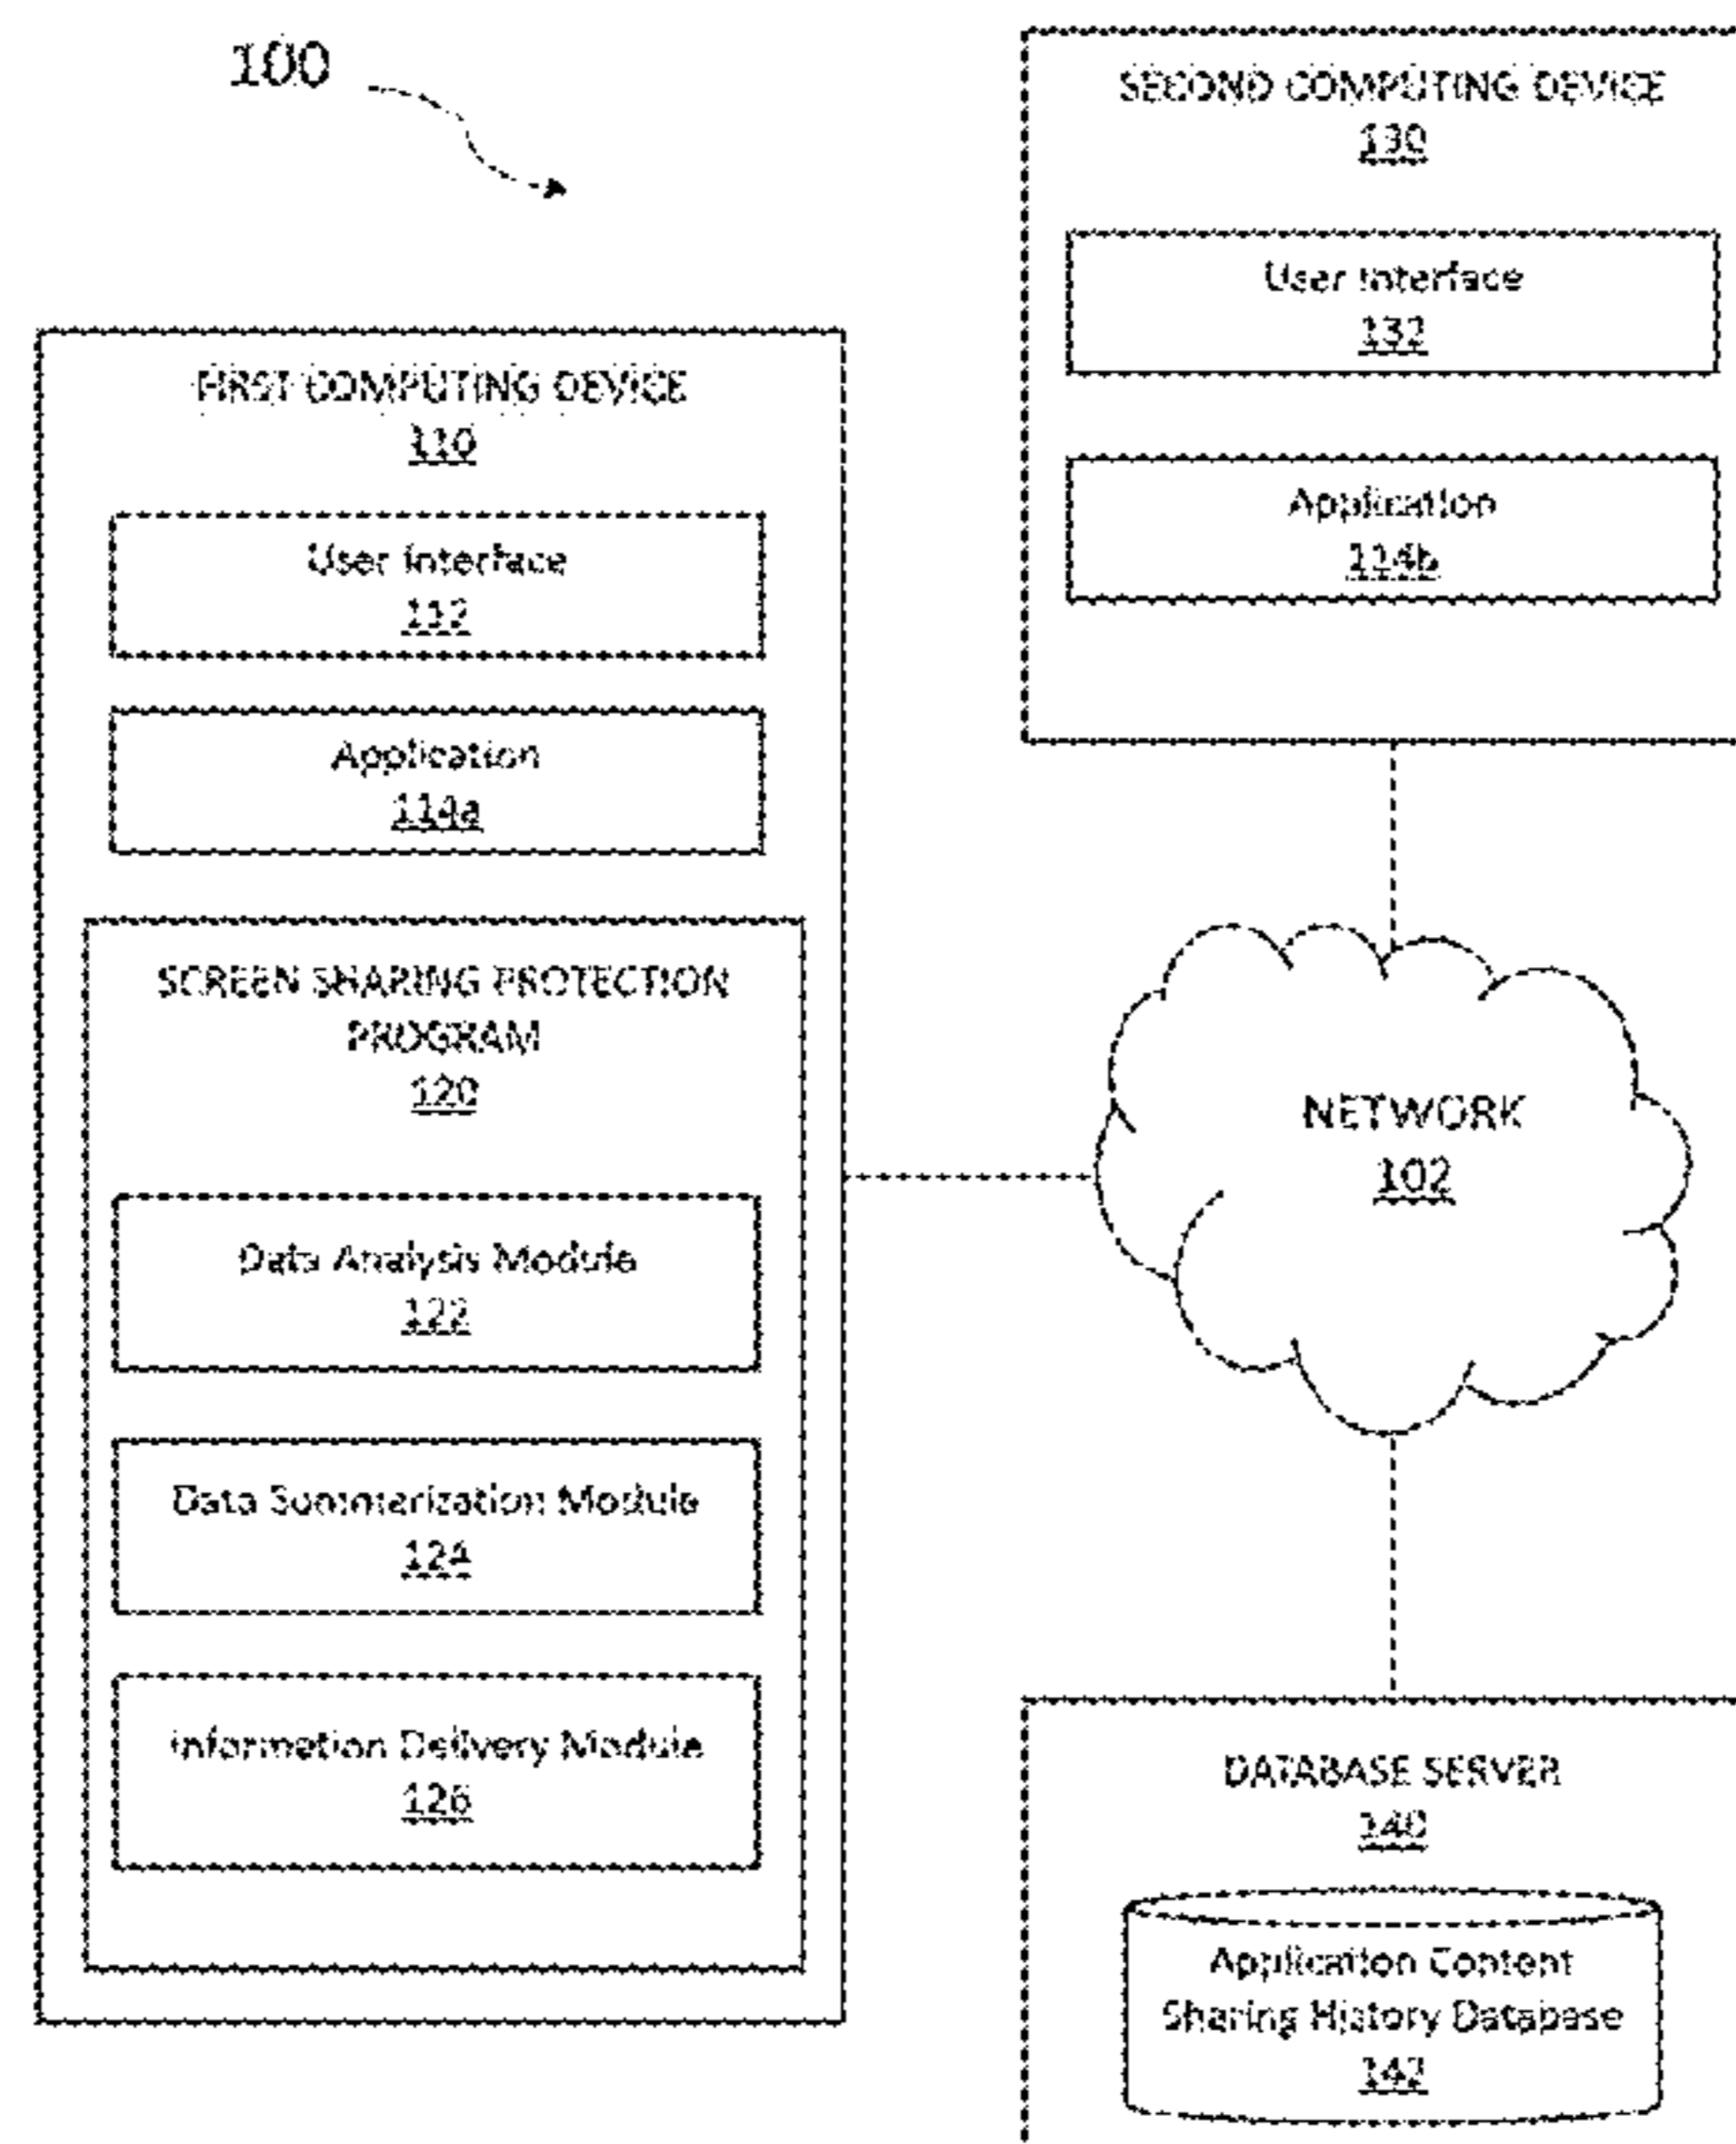 100
SECOND COMPUTING DEVICE
130
User Interface
132
Application
114b
FIRST COMPUTING DEVICE
110
User Interface
112
Application
114a
SCREEN SHARING PROTECTION
PROGRAM
120
Data Analysis Module
122
Data Summarization Module
124
Information Delivery Module
126
NETWORK
102
DATABASE SERVER
140
Application Content
Sharing History Database
142